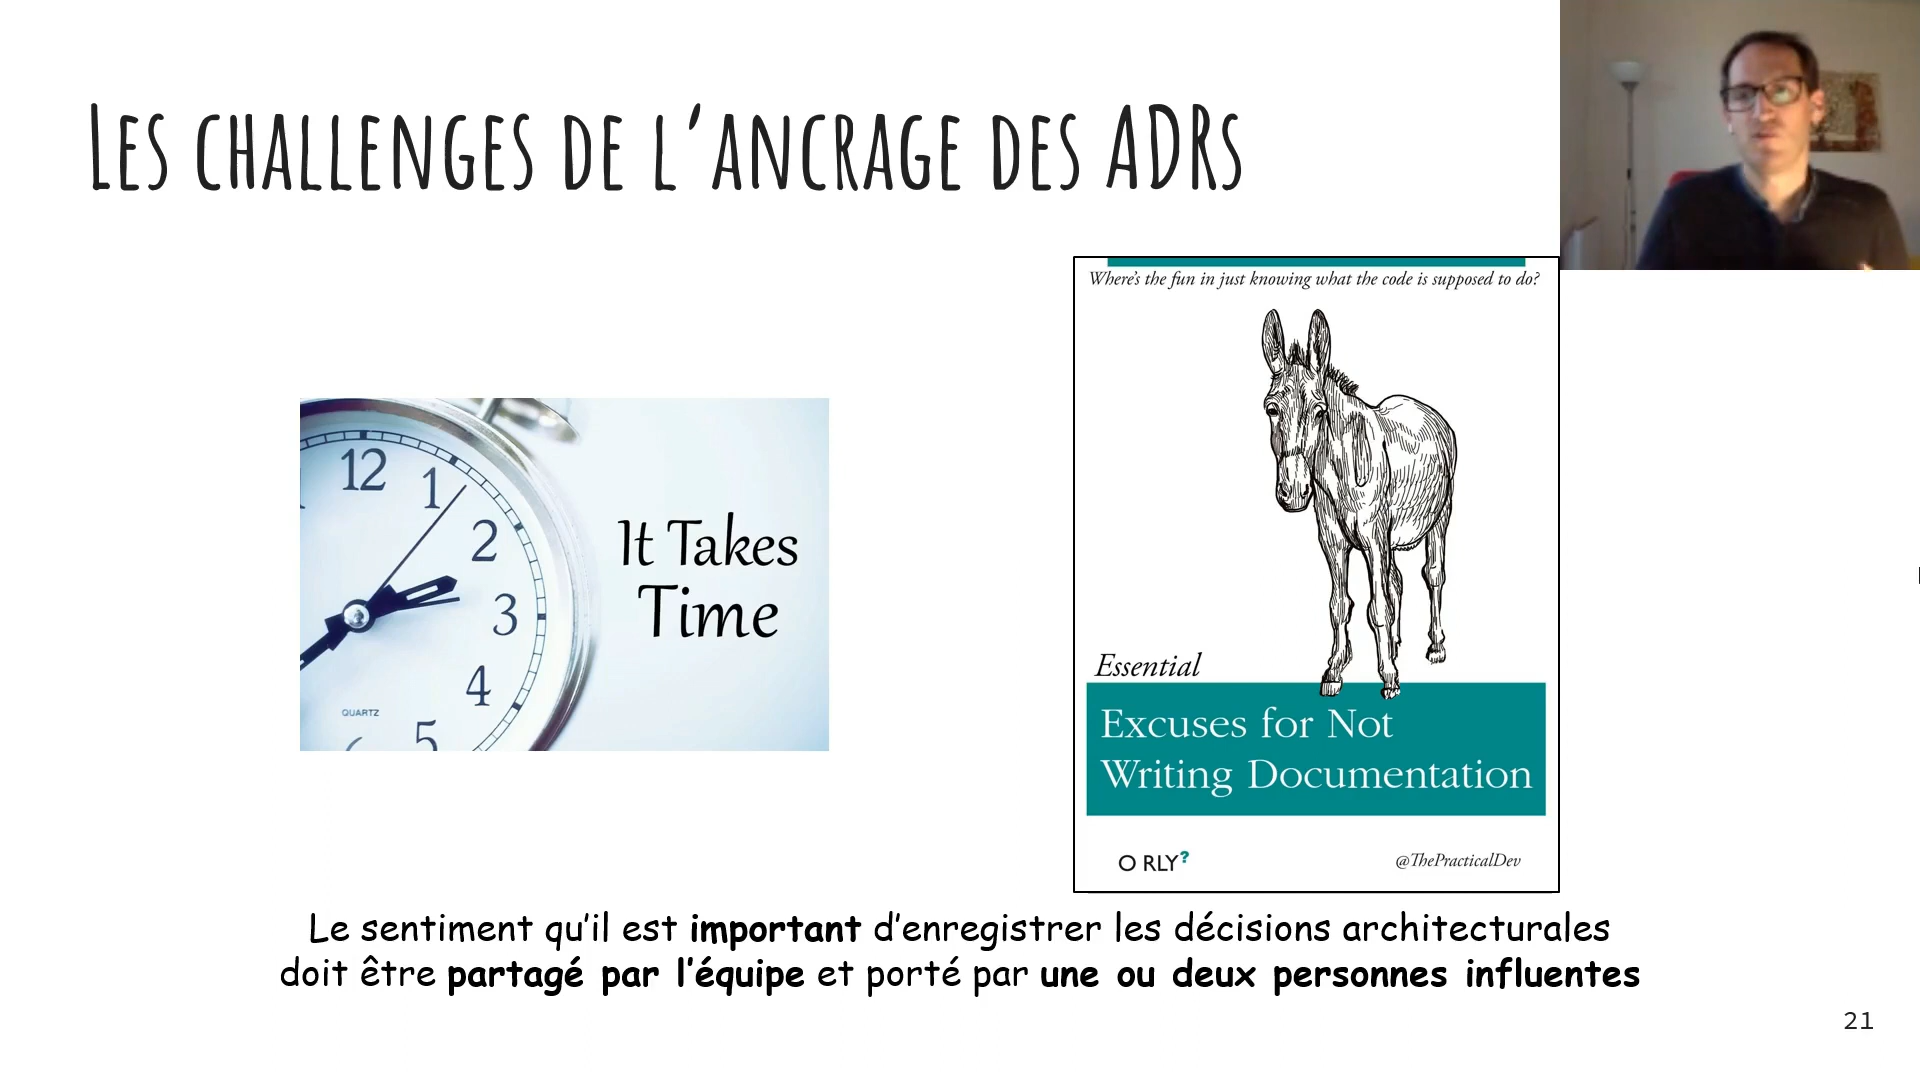 Les challenges de l’ancrage des ADRs
Where's the fun in just knowing what the code is supposed to do?
12
1
2
3
4
5
QUARTZ
It Takes
Time
Essential
Excuses for Not
Writing Documentation
O RLY?
@ThePracticalDev
Le sentiment qu’il est important d’enregistrer les décisions architecturales
doit être partagé par l’équipe et porté par une ou deux personnes influentes
21